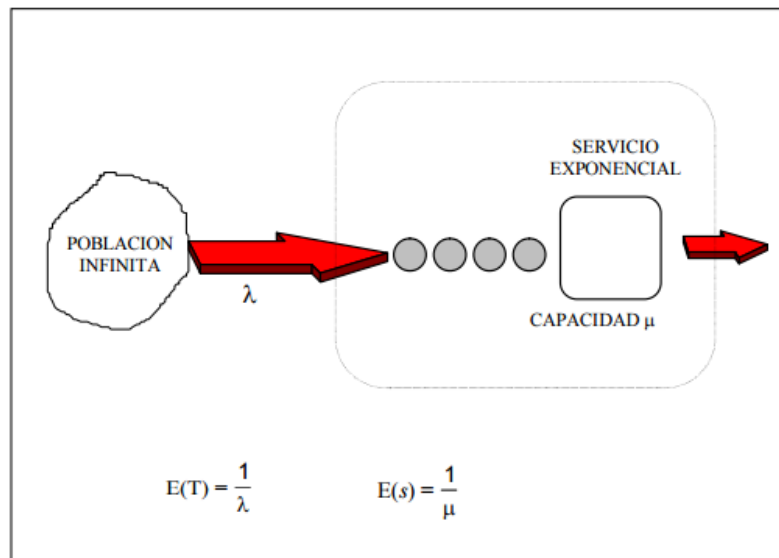 SERVICIO
EXPONENCIAL
POBLACION
INFINITA
λ
CAPACIDAD μ
E(T) = 1/λ
E(s) = 1/μ